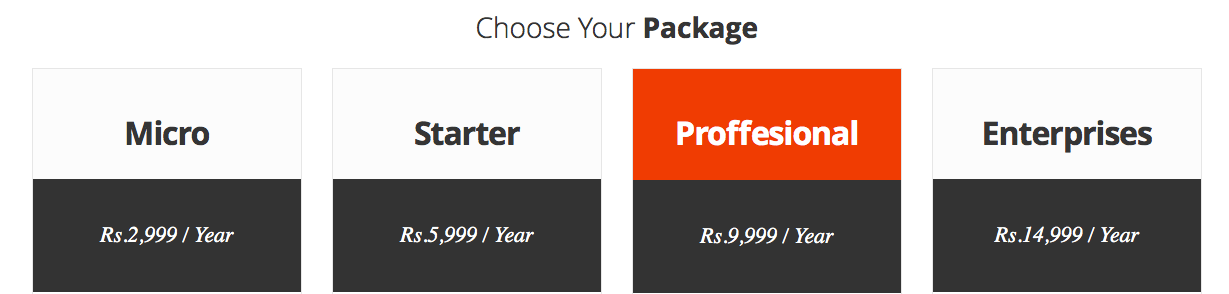 Choose Your Package
Micro
Starter
Proffesional
Enterprises
Rs.2,999 / Year
Rs.5,999 / Year
Rs.9,999 / Year
Rs.14,999 / Year